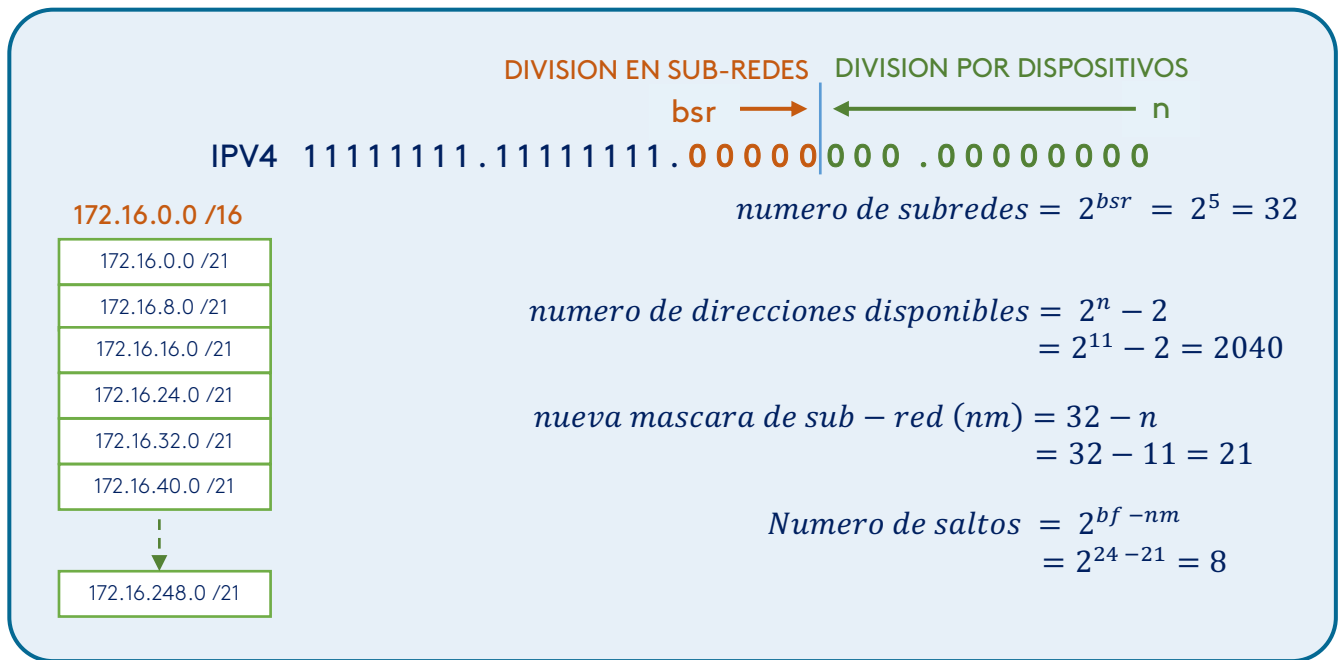 DIVISION EN SUB-REDES DIVISION POR DISPOSITIVOS
bsr n
IPV4 11111111.11111111.00000000.00000000
172.16.0.0 /16
172.16.0.0 /21
172.16.8.0 /21
172.16.16.0 /21
172.16.24.0 /21
172.16.32.0 /21
172.16.40.0 /21
172.16.248.0 /21
numero de subredes = 2^bsr = 2^5 = 32
numero de direcciones disponibles = 2^n − 2
= 2^11 − 2 = 2040
nueva mascara de sub − red (nm) = 32 − n
= 32 − 11 = 21
Numero de saltos = 2^bf −nm
= 2^24 −21 = 8